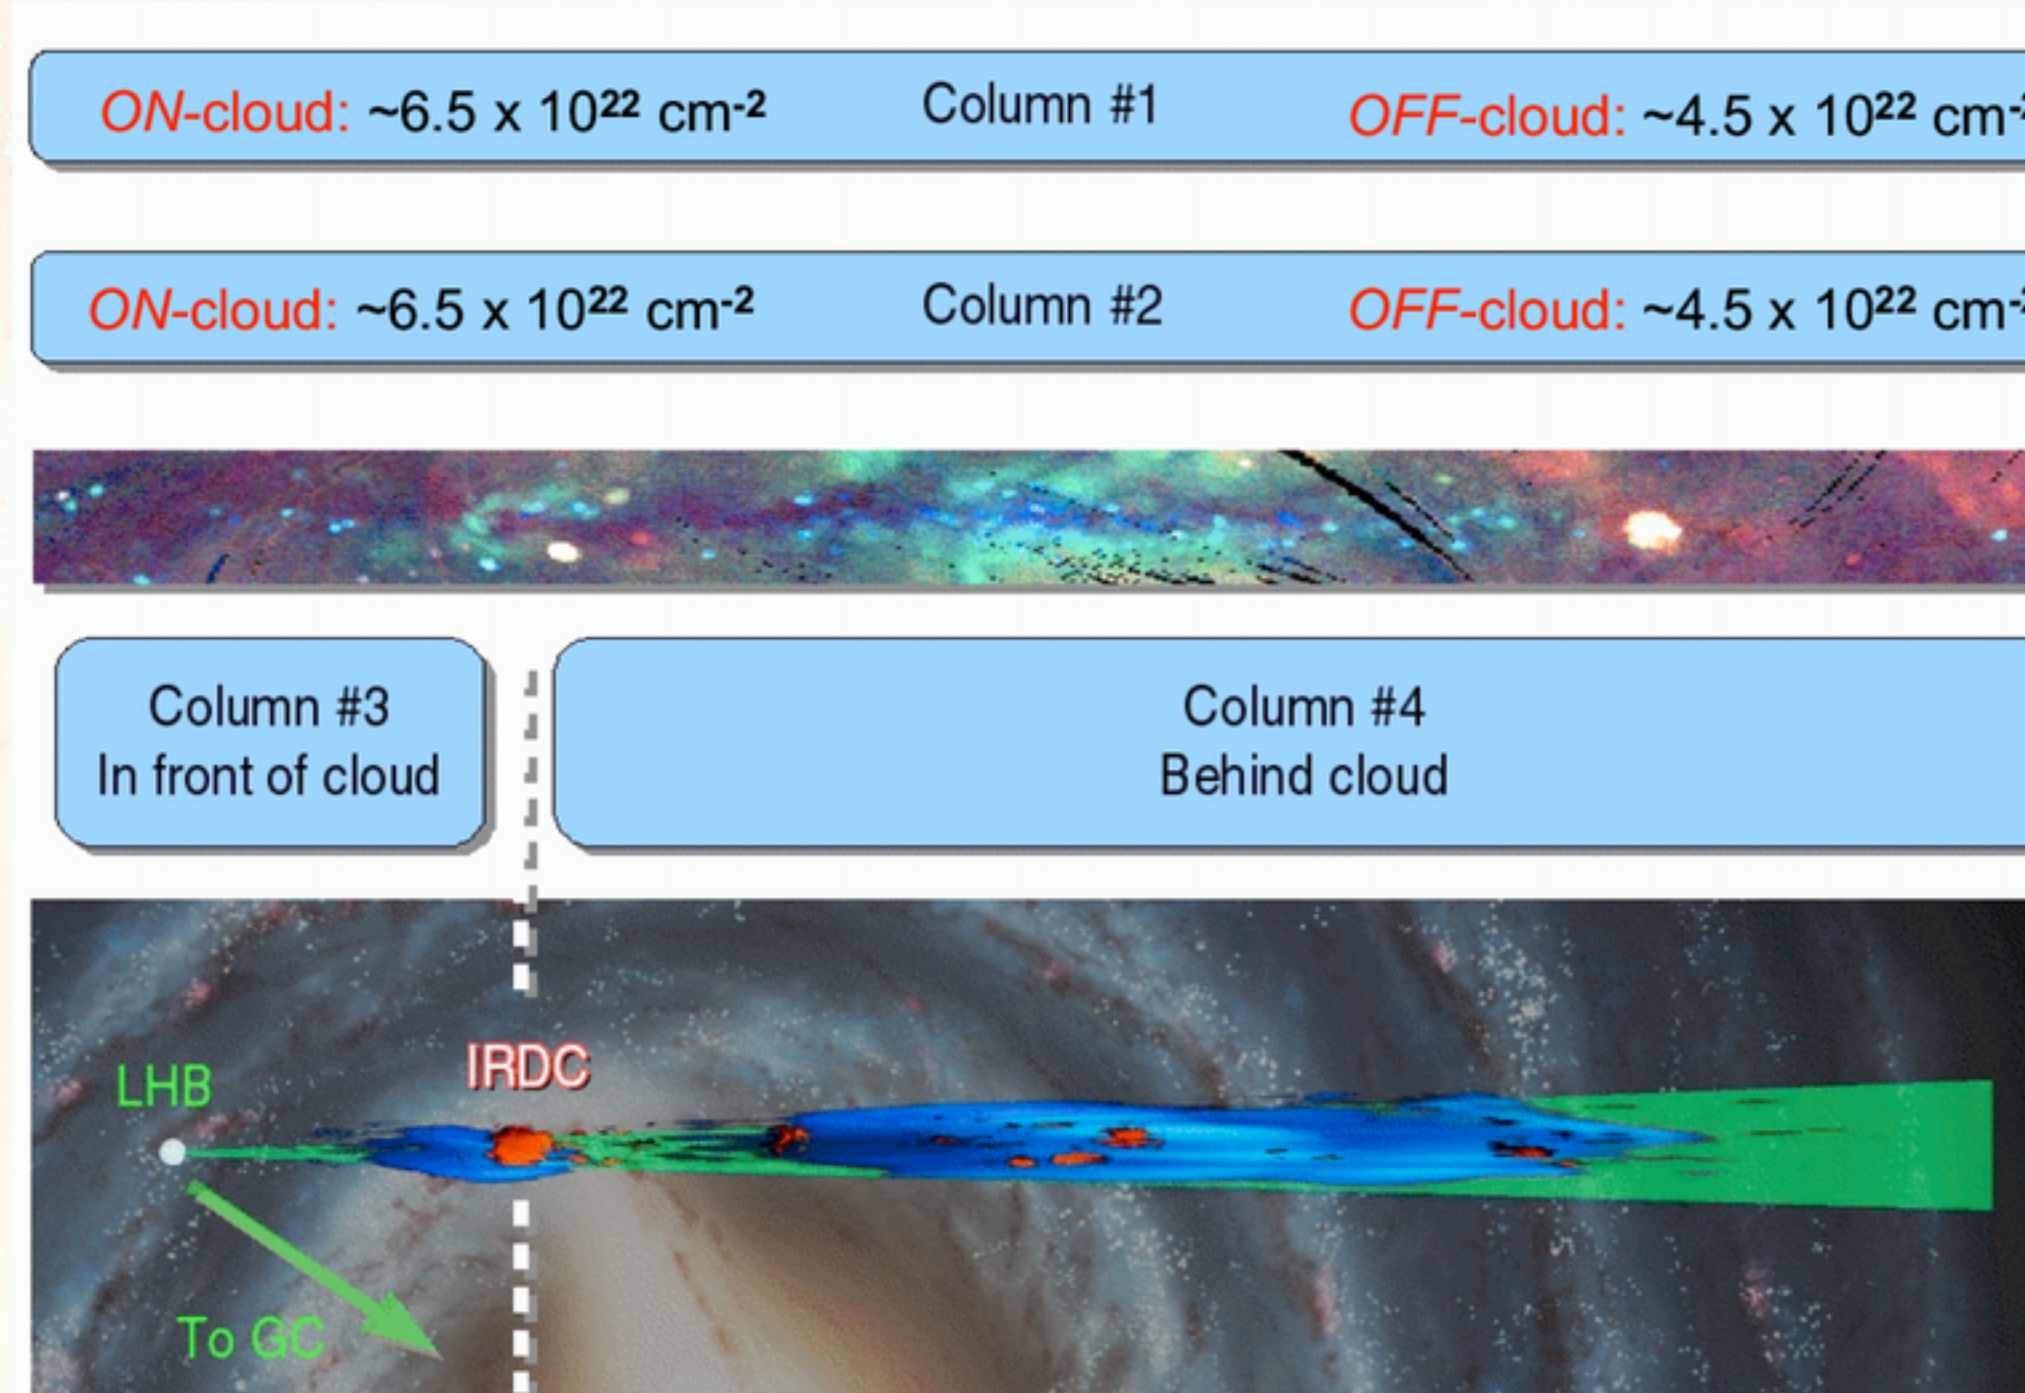 ON-cloud: ~6.5 x 10²² cm⁻² Column #1 OFF-cloud: ~4.5 x 10²² cm⁻²
ON-cloud: ~6.5 x 10²² cm⁻² Column #2 OFF-cloud: ~4.5 x 10²² cm⁻²
Column #3
In front of cloud
Column #4
Behind cloud
IRDC
LHB
To GC